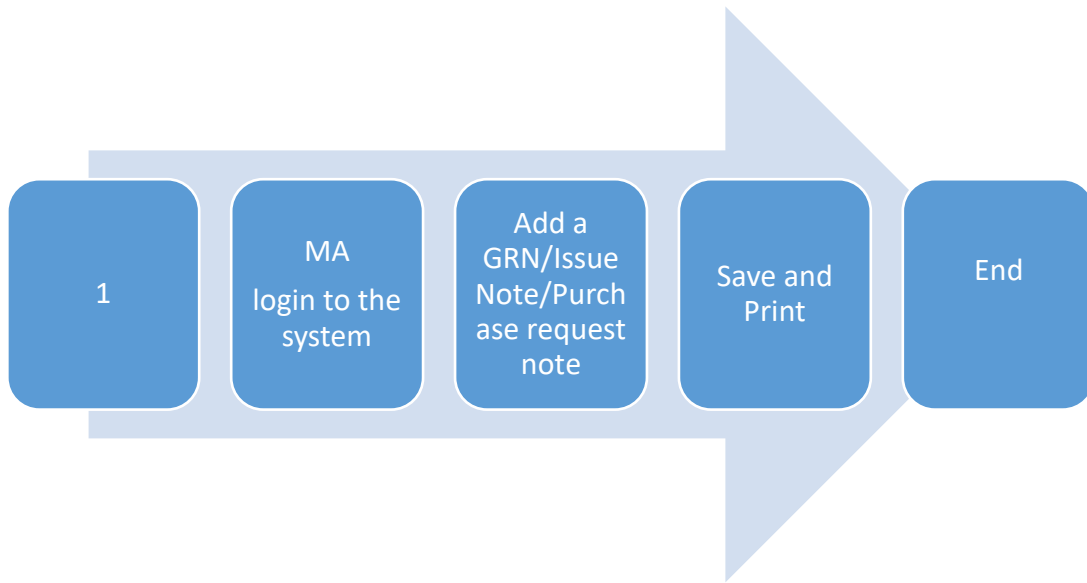 1
MA
login to the
system
Add a
GRN/Issue
Note/Purch
ase request
note
Save and
Print
End